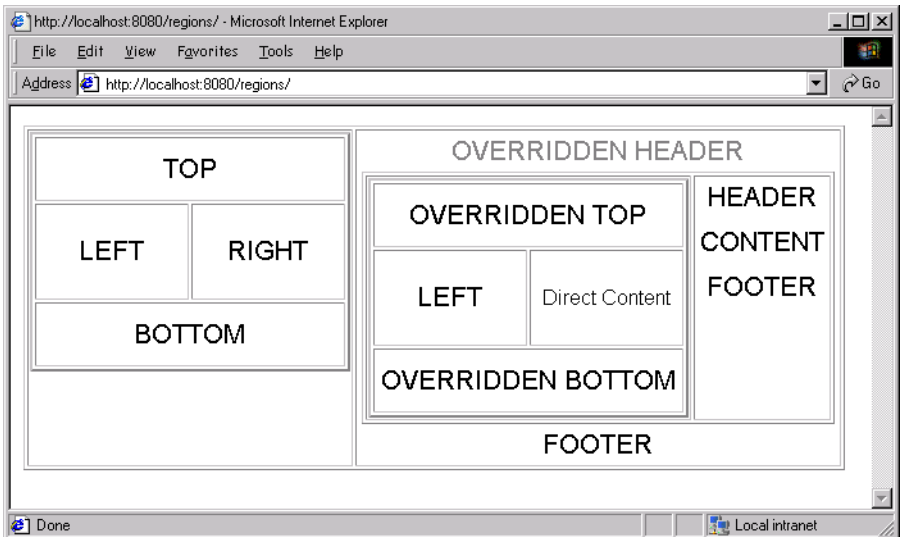 http://localhost:8080/regions/ - Microsoft Internet Explorer
File Edit View Favorites Tools Help
Address http://localhost:8080/regions/ Go
TOP
LEFT RIGHT
BOTTOM
OVERRIDDEN HEADER
OVERRIDDEN TOP
LEFT Direct Content
OVERRIDDEN BOTTOM
HEADER
CONTENT
FOOTER
FOOTER
Done Local intranet